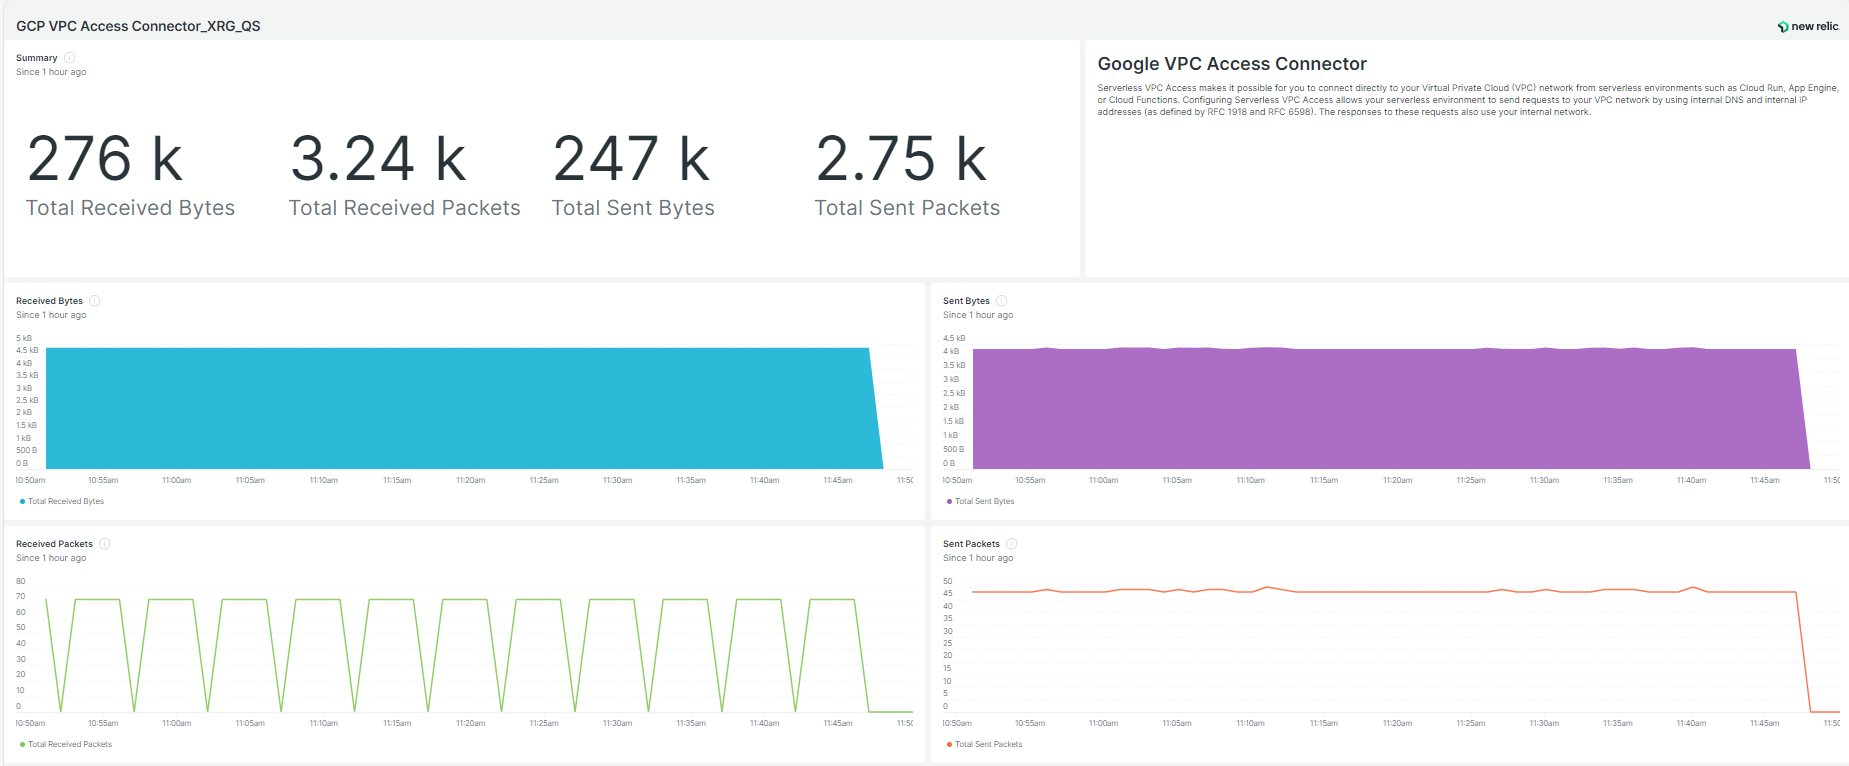 GCP VPC Access Connector_XRG_QS
new relic.
Summary
Since 1 hour ago
276 k
Total Received Bytes
3.24 k
Total Received Packets
247 k
Total Sent Bytes
2.75 k
Total Sent Packets
Google VPC Access Connector
Serverless VPC Access makes it possible for you to connect directly to your Virtual Private Cloud (VPC) network from serverless environments such as Cloud Run, App Engine,
or Cloud Functions. Configuring Serverless VPC Access allows your serverless environment to send requests to your VPC network by using internal DNS and internal IP
addresses (as defined by RFC 1918 and RFC 6598). The responses to these requests also use your internal network.
Received Bytes
Since 1 hour ago
5 kB
4.5 kB
4 kB
3.5 kB
3 kB
2.5 kB
2 kB
1.5 kB
1 kB
500 B
0 B
10:50am 10:55am 11:00am 11:05am 11:10am 11:15am 11:20am 11:25am 11:30am 11:35am 11:40am 11:45am 11:50
Total Received Bytes
Sent Bytes
Since 1 hour ago
4.5 kB
4 kB
3.5 kB
3 kB
2.5 kB
2 kB
1.5 kB
1 kB
500 B
0 B
10:50am 10:55am 11:00am 11:05am 11:10am 11:15am 11:20am 11:25am 11:30am 11:35am 11:40am 11:45am 11:50
Total Sent Bytes
Received Packets
Since 1 hour ago
80
70
60
50
40
30
20
10
0
10:50am 10:55am 11:00am 11:05am 11:10am 11:15am 11:20am 11:25am 11:30am 11:35am 11:40am 11:45am 11:50
Total Received Packets
Sent Packets
Since 1 hour ago
50
45
40
35
30
25
20
15
10
5
0
10:50am 10:55am 11:00am 11:05am 11:10am 11:15am 11:20am 11:25am 11:30am 11:35am 11:40am 11:45am 11:50
Total Sent Packets